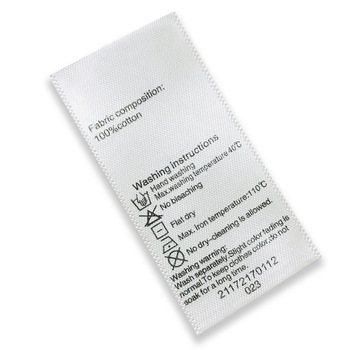 Fabric composition:
100%cotton
Washing instructions
Hand washing
Max.washing temperature 40℃
No bleaching
Flat dry
Max. Iron temperature:110℃
No dry-cleaning is allowed.
Washing warning:
Wash separately.Slight color fading is
normal.To keep clothes color,do not
soak for a long time.
21172170112
023